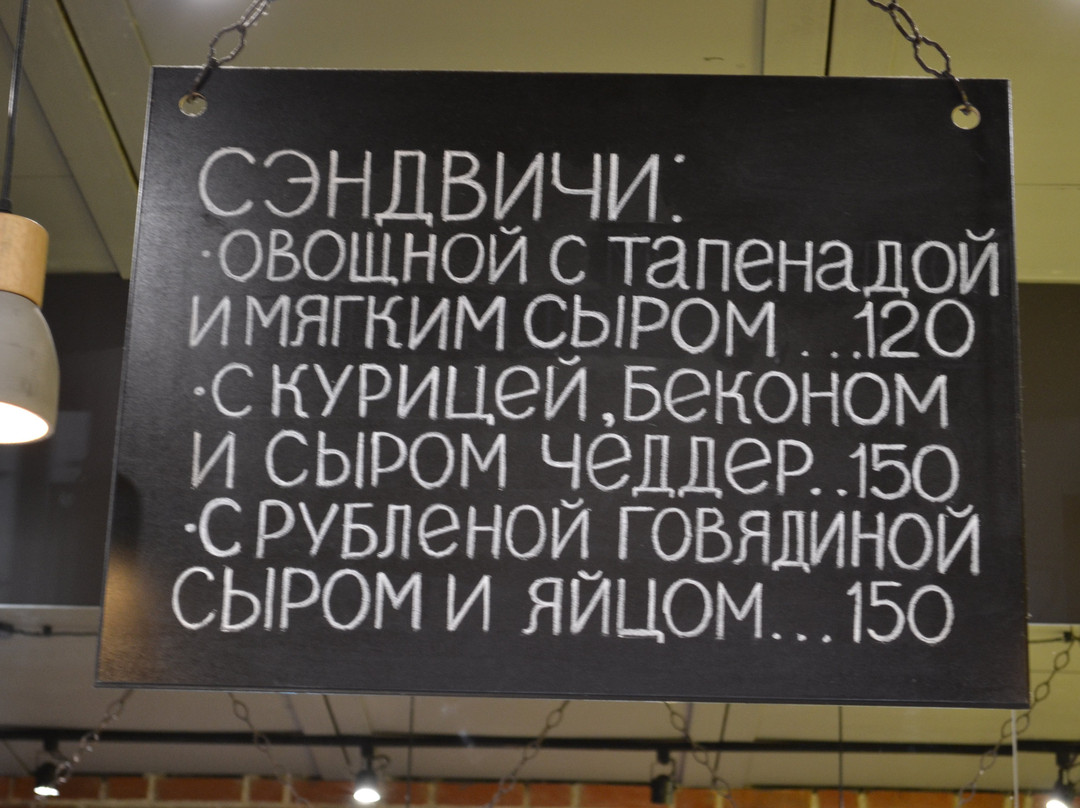 СЭНДВИЧИ:
·ОВОЩНОЙ С ТАПЕНАДОЙ
И МЯГКИМ СЫРОМ ...120
·С КУРИЦЕЙ, БЕКОНОМ
И СЫРОМ ЧЕДДЕР..150
·С РУБЛЕНОЙ ГОВЯДИНОЙ
СЫРОМ И ЯЙЦОМ...150